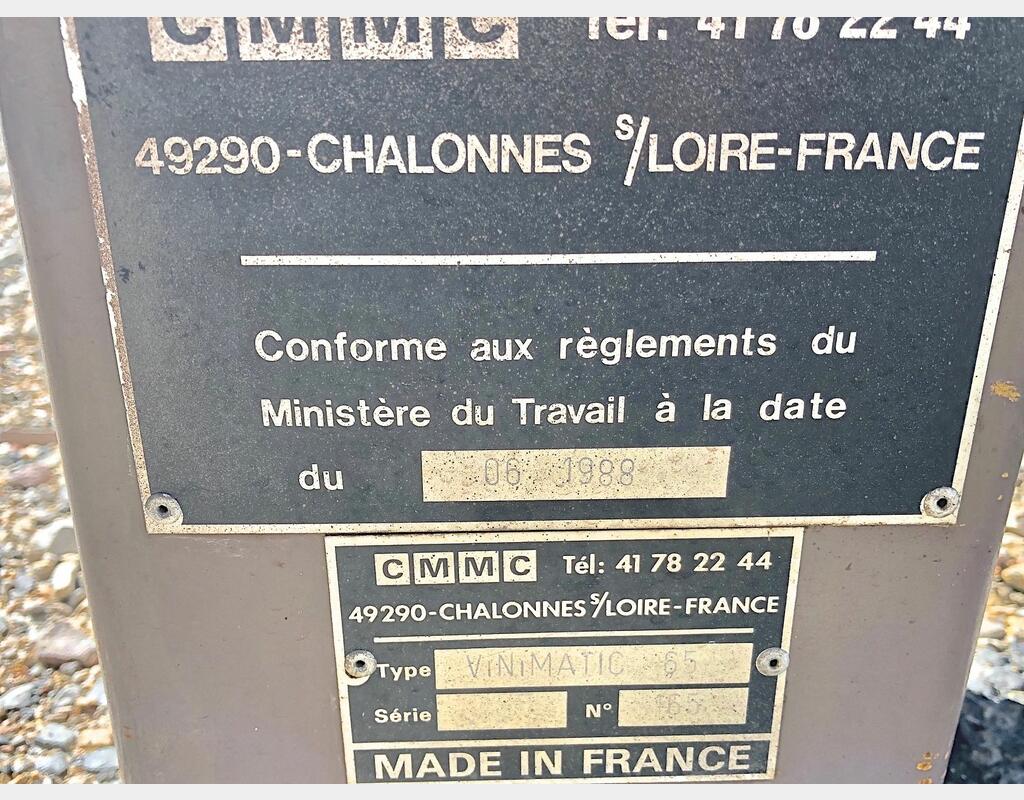 CMMC Tél: 41 78 22 44
49290-CHALONNES S/LOIRE-FRANCE
Conforme aux règlements du
Ministère du Travail à la date
du 06 1988
CMMC Tél: 41 78 22 44
49290-CHALONNES S/LOIRE-FRANCE
Type ViNiMATIC 65
Série N° 165
MADE IN FRANCE